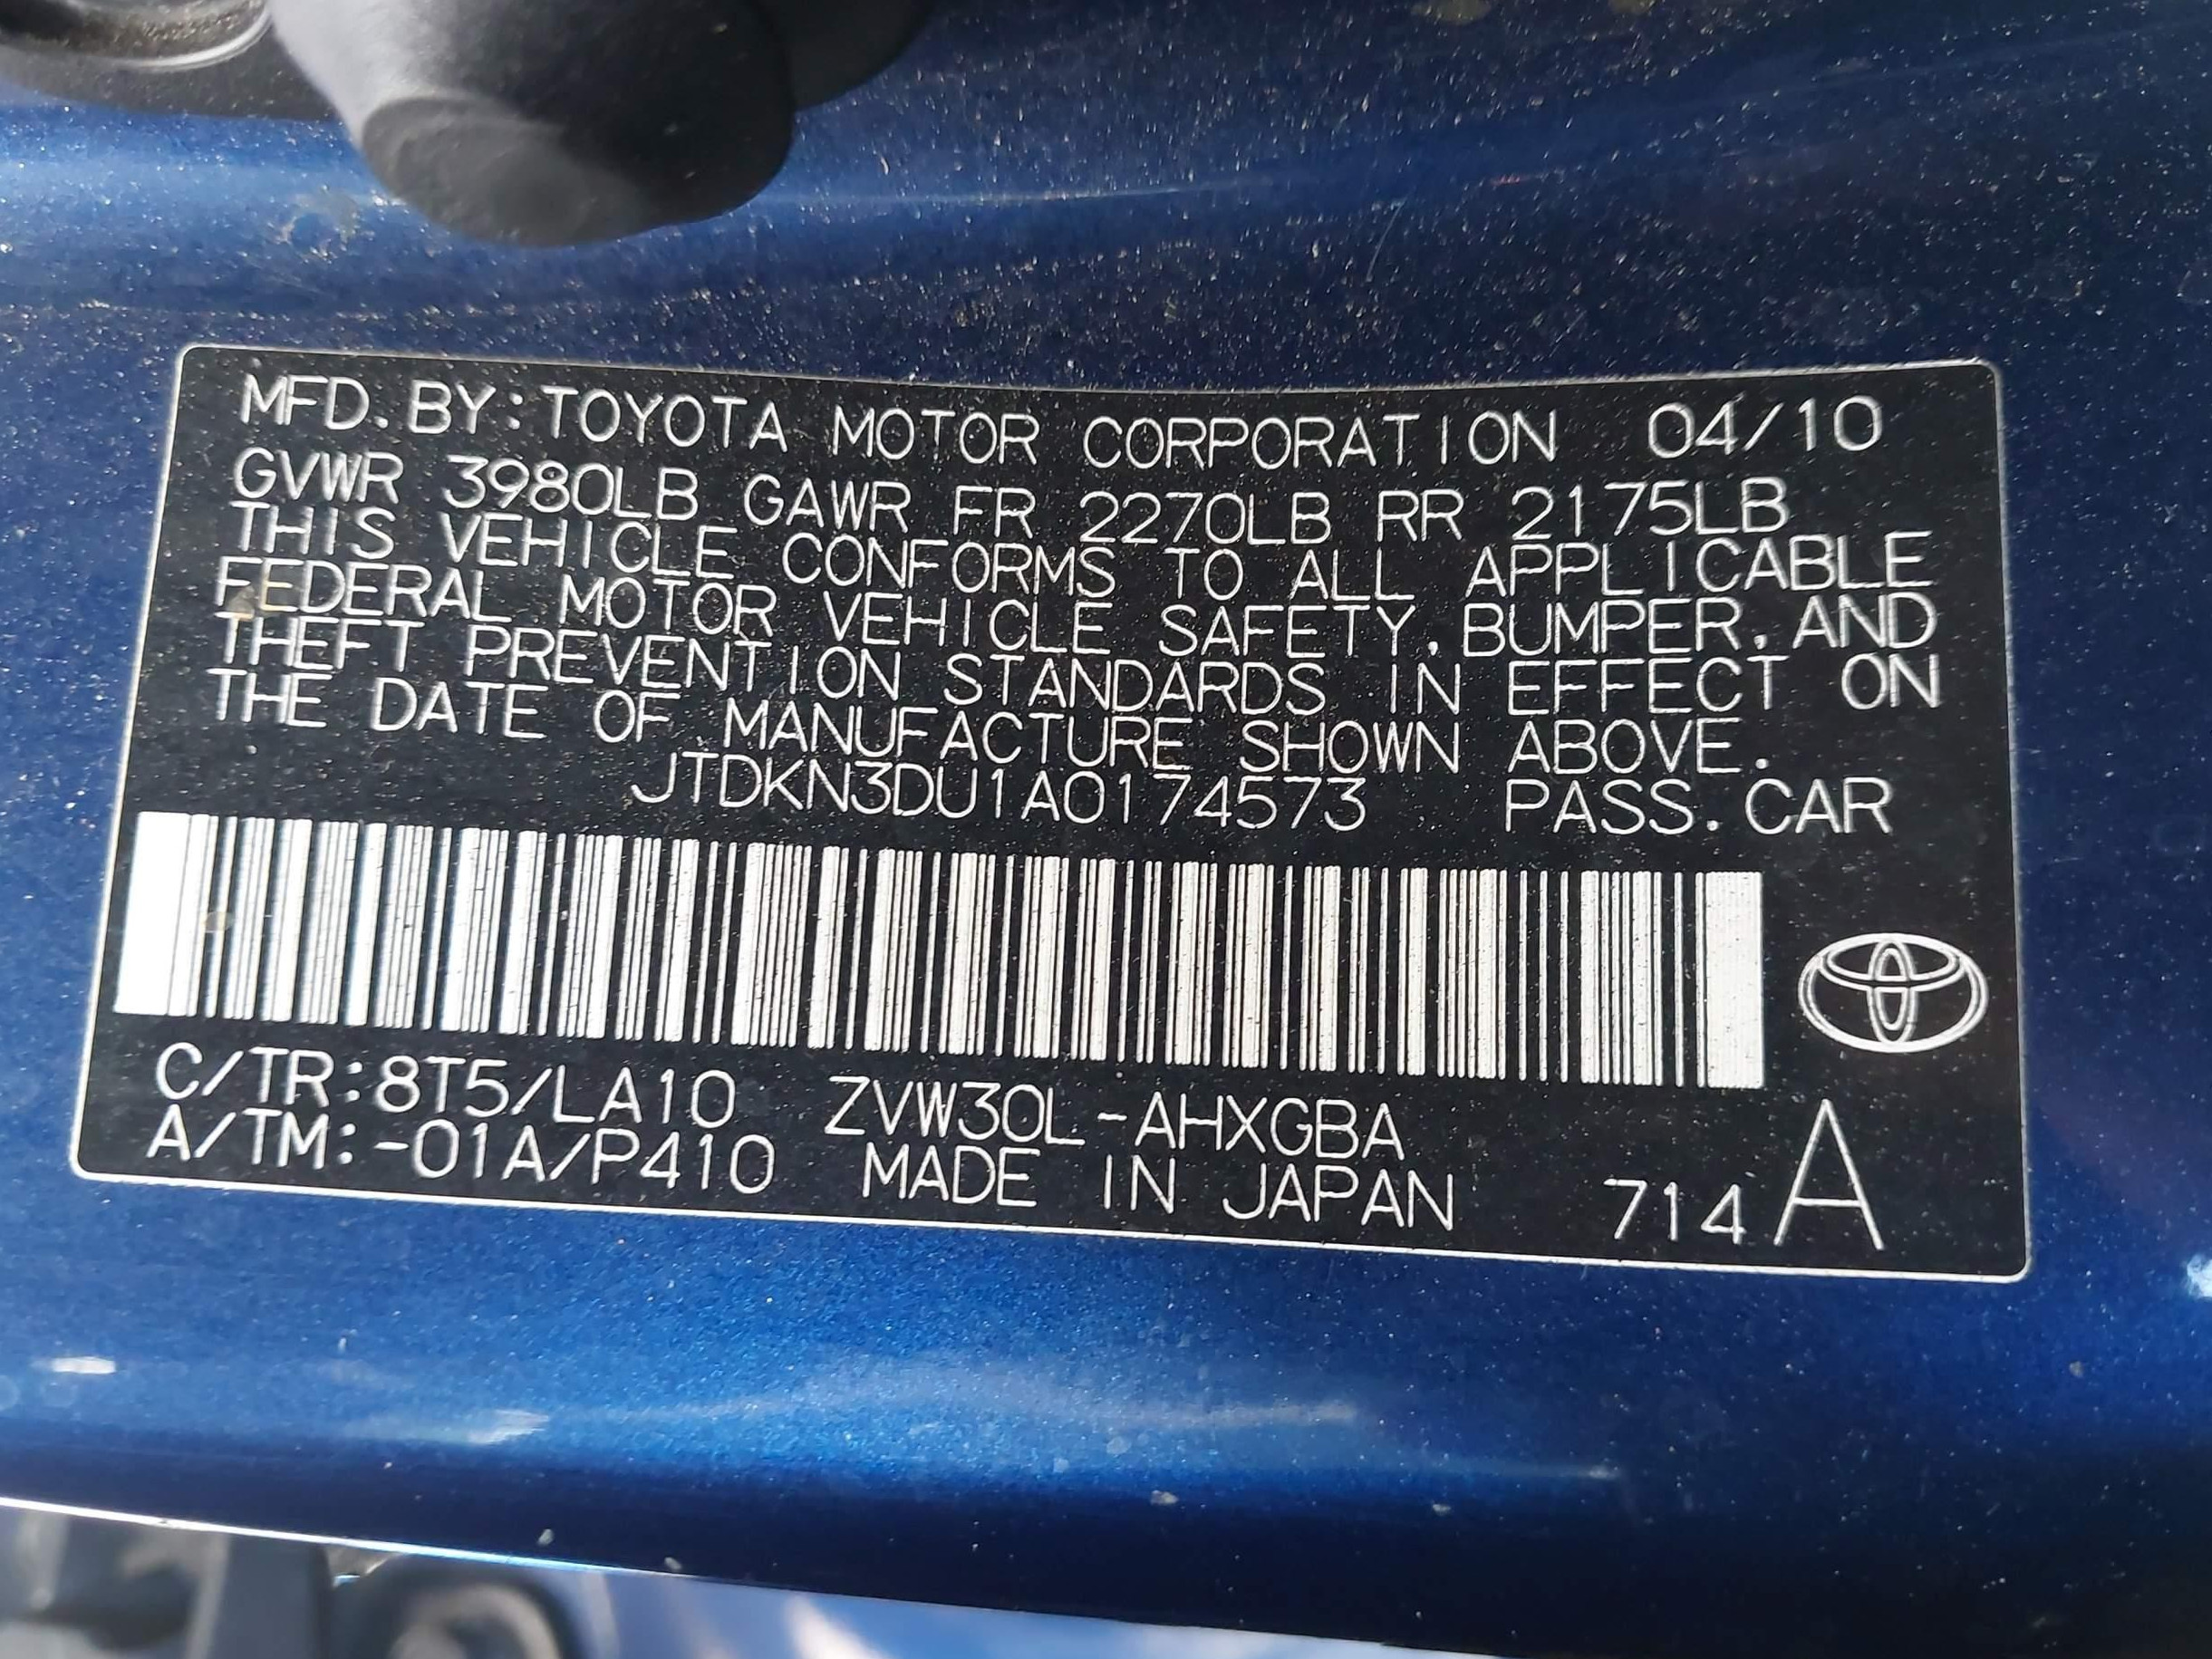 MFD. BY: TOYOTA MOTOR CORPORATION 04/10
GVWR 3980LB GAWR FR 2270LB RR 2175LB
THIS VEHICLE CONFORMS TO ALL APPLICABLE
FEDERAL MOTOR VEHICLE SAFETY, BUMPER, AND
THEFT PREVENTION STANDARDS IN EFFECT ON
THE DATE OF MANUFACTURE SHOWN ABOVE.
JTDKN3DU1A0174573 PASS. CAR
C/TR:8T5/LA10 ZVW30L-AHXGBA
A/TM:-01A/P410 MADE IN JAPAN 714 A